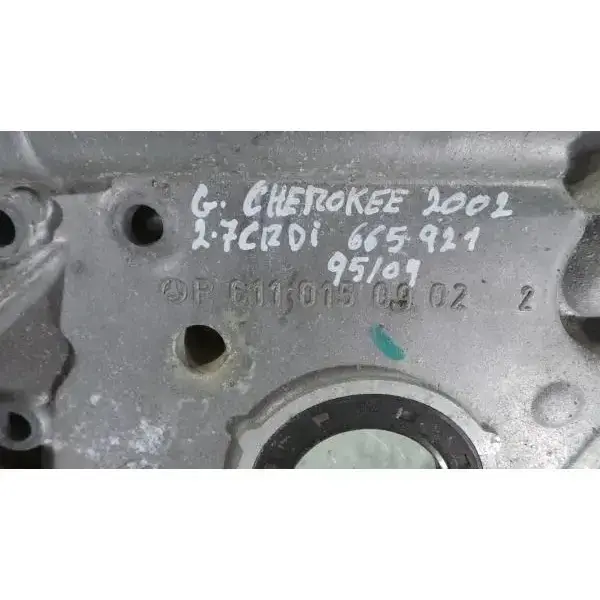 G. CHEROKEE 2002
2.7CRDi 665.921
95/09
P 611 015 09 02 2